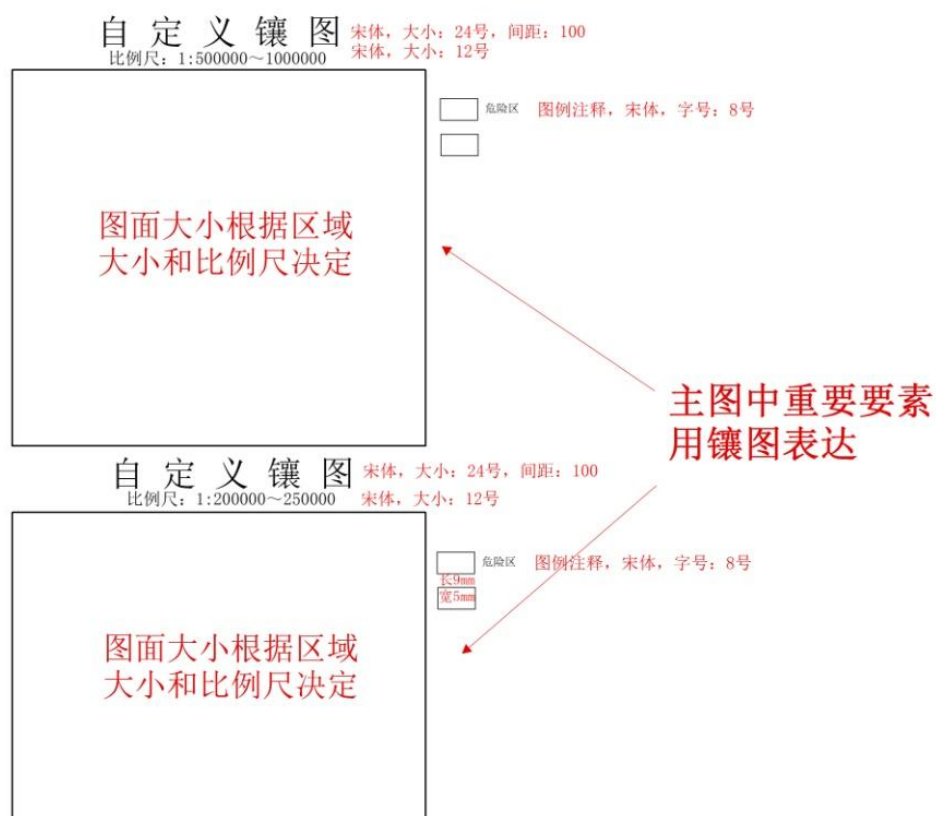 自定义镶图 宋体，大小：24号，间距：100
比例尺：1:500000～1000000 宋体，大小：12号
危险区 图例注释，宋体，字号：8号
图面大小根据区域
大小和比例尺决定
主图中重要要素
用镶图表达
自定义镶图 宋体，大小：24号，间距：100
比例尺：1:200000～250000 宋体，大小：12号
危险区 图例注释，宋体，字号：8号
长9mm
宽5mm
图面大小根据区域
大小和比例尺决定